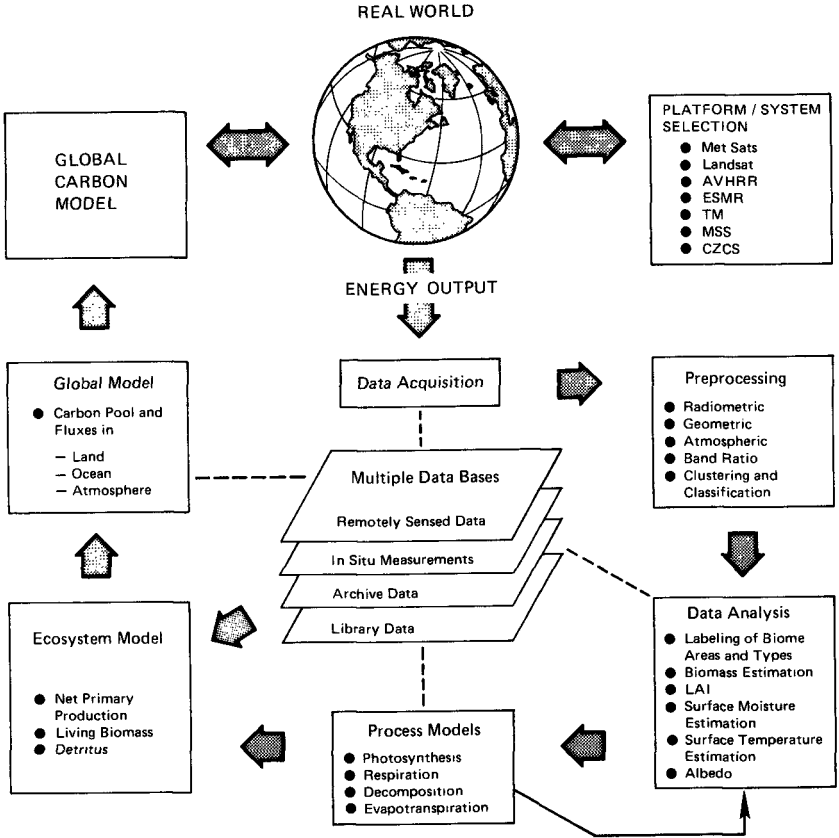 REAL WORLD
GLOBAL
CARBON
MODEL
PLATFORM / SYSTEM
SELECTION
● Met Sats
● Landsat
● AVHRR
● ESMR
● TM
● MSS
● CZCS
ENERGY OUTPUT
Global Model
● Carbon Pool and
Fluxes in
— Land
— Ocean
— Atmosphere
Data Acquisition
Preprocessing
● Radiometric
● Geometric
● Atmospheric
● Band Ratio
● Clustering and
Classification
Multiple Data Bases
Remotely Sensed Data
In Situ Measurements
Archive Data
Library Data
Ecosystem Model
● Net Primary
Production
● Living Biomass
● Detritus
Process Models
● Photosynthesis
● Respiration
● Decomposition
● Evapotranspiration
Data Analysis
● Labeling of Biome
Areas and Types
● Biomass Estimation
● LAI
● Surface Moisture
Estimation
● Surface Temperature
Estimation
● Albedo